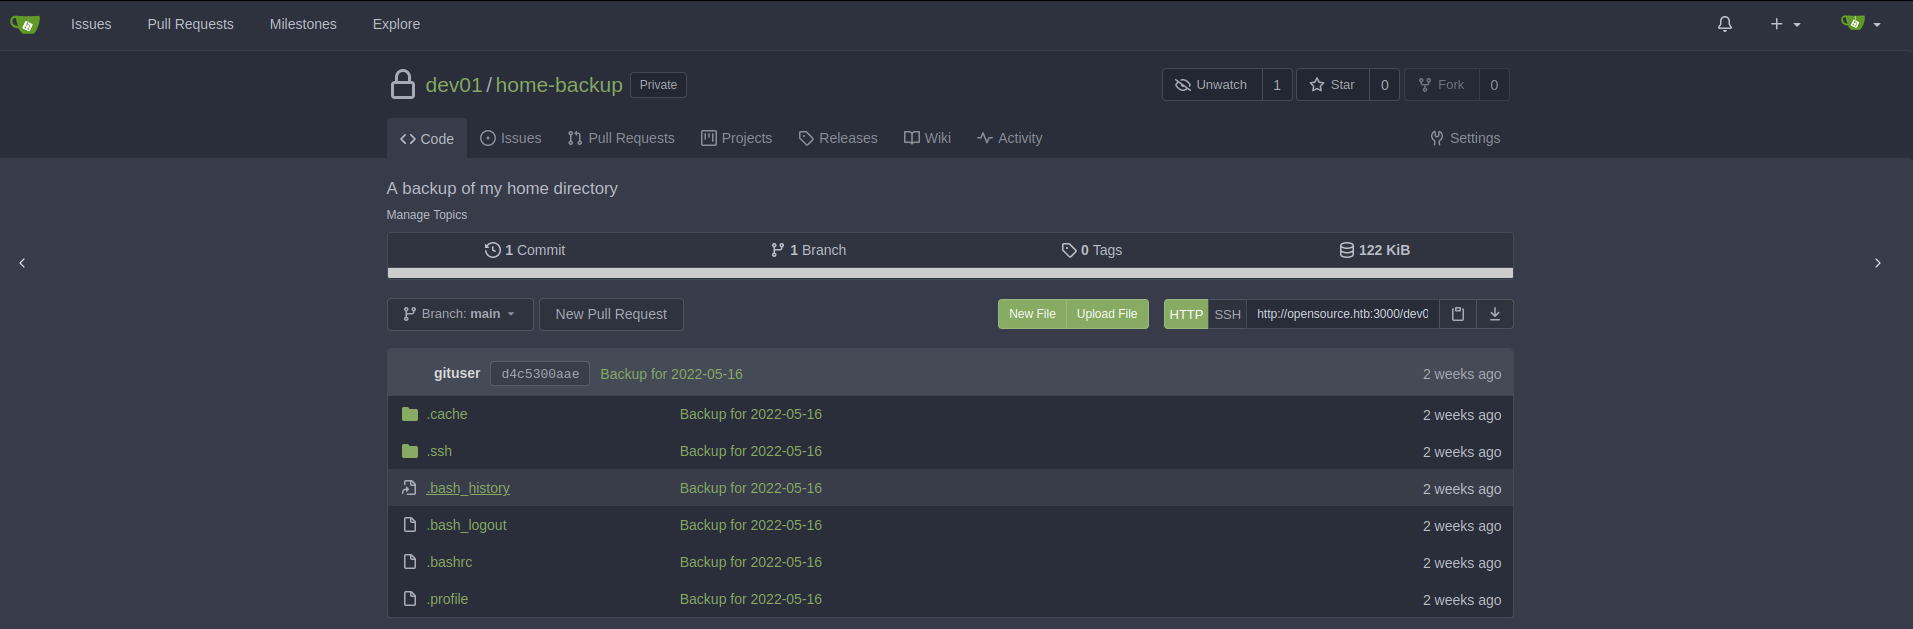 Issues Pull Requests Milestones Explore
dev01 / home-backup Private Unwatch 1 Star 0 Fork 0
Code Issues Pull Requests Projects Releases Wiki Activity Settings
A backup of my home directory
Manage Topics
1 Commit 1 Branch 0 Tags 122 KiB
Branch: main New Pull Request New File Upload File HTTP SSH http://opensource.htb:3000/dev0
gituser d4c5300aae Backup for 2022-05-16 2 weeks ago
.cache Backup for 2022-05-16 2 weeks ago
.ssh Backup for 2022-05-16 2 weeks ago
.bash_history Backup for 2022-05-16 2 weeks ago
.bash_logout Backup for 2022-05-16 2 weeks ago
.bashrc Backup for 2022-05-16 2 weeks ago
.profile Backup for 2022-05-16 2 weeks ago